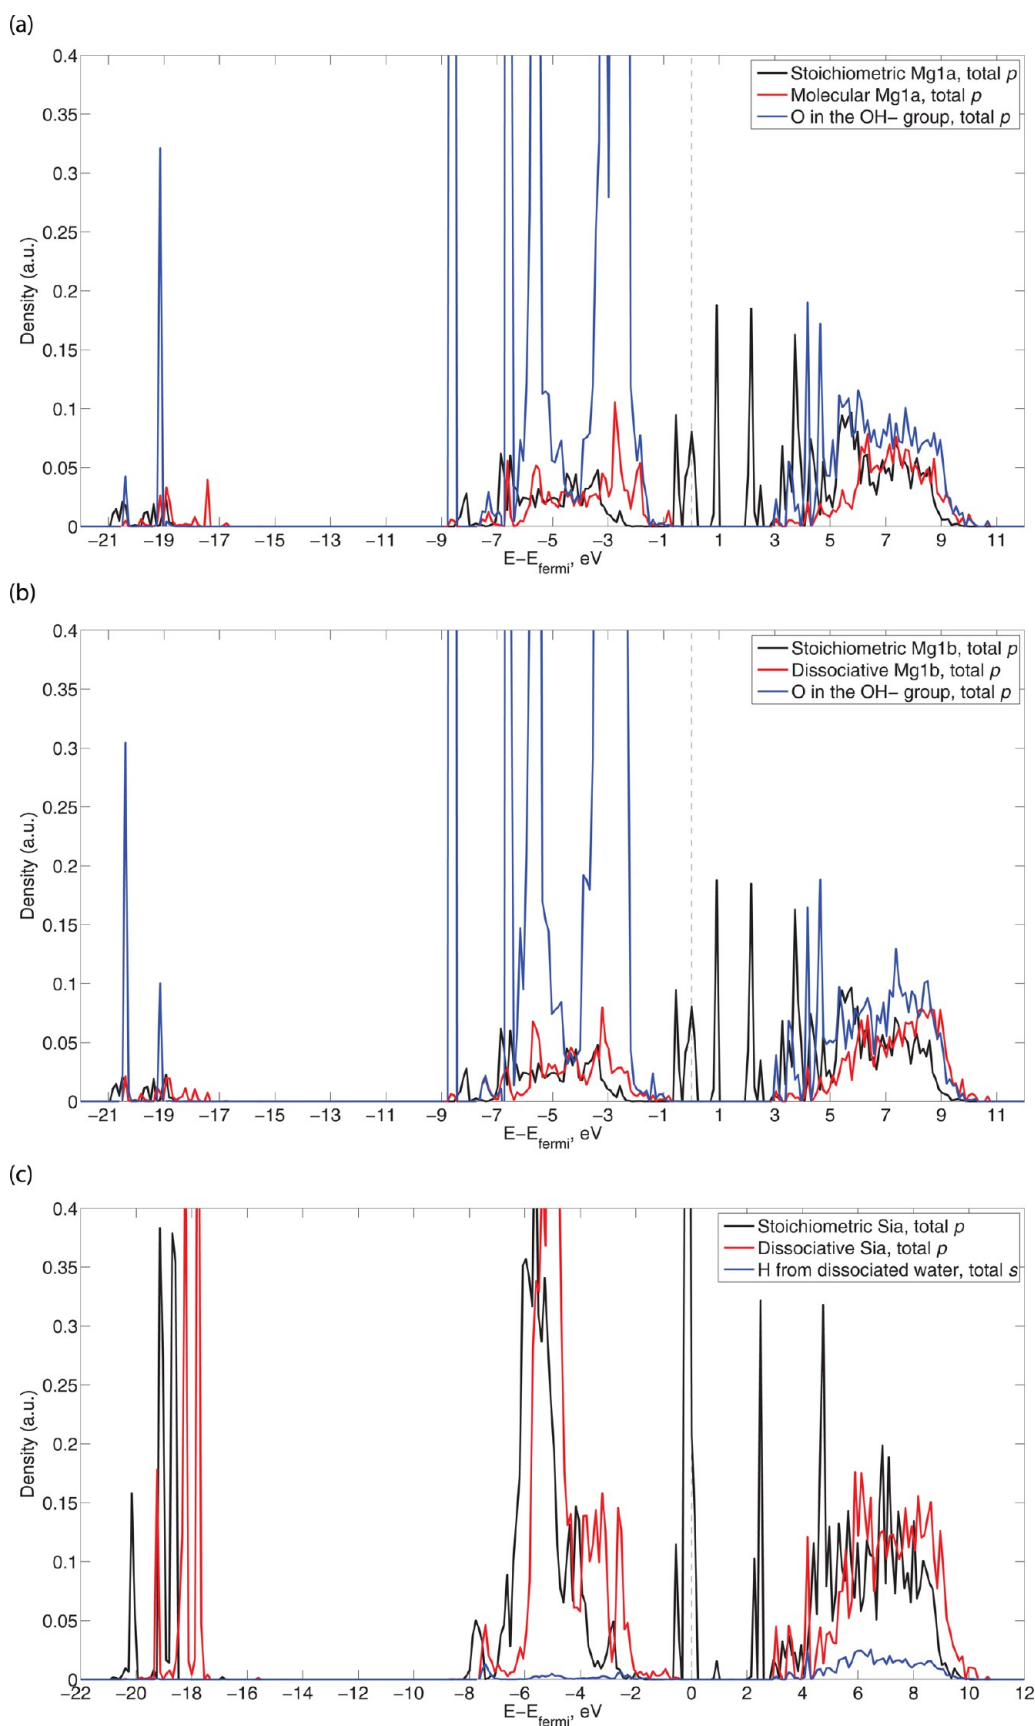 (a)
0.4
0.35
0.3
0.25
0.2
0.15
0.1
0.05
0
Density (a.u.)
Stoichiometric Mg1a, total p
Molecular Mg1a, total p
O in the OH− group, total p
−21 −19 −17 −15 −13 −11 −9 −7 −5 −3 −1 1 3 5 7 9 11
E−Efermi, eV
(b)
0.4
0.35
0.3
0.25
0.2
0.15
0.1
0.05
0
Density (a.u.)
Stoichiometric Mg1b, total p
Dissociative Mg1b, total p
O in the OH− group, total p
−21 −19 −17 −15 −13 −11 −9 −7 −5 −3 −1 1 3 5 7 9 11
E−Efermi, eV
(c)
0.4
0.35
0.3
0.25
0.2
0.15
0.1
0.05
0
Density (a.u.)
Stoichiometric Sia, total p
Dissociative Sia, total p
H from dissociated water, total s
−22 −20 −18 −16 −14 −12 −10 −8 −6 −4 −2 0 2 4 6 8 10 12
E−Efermi, eV